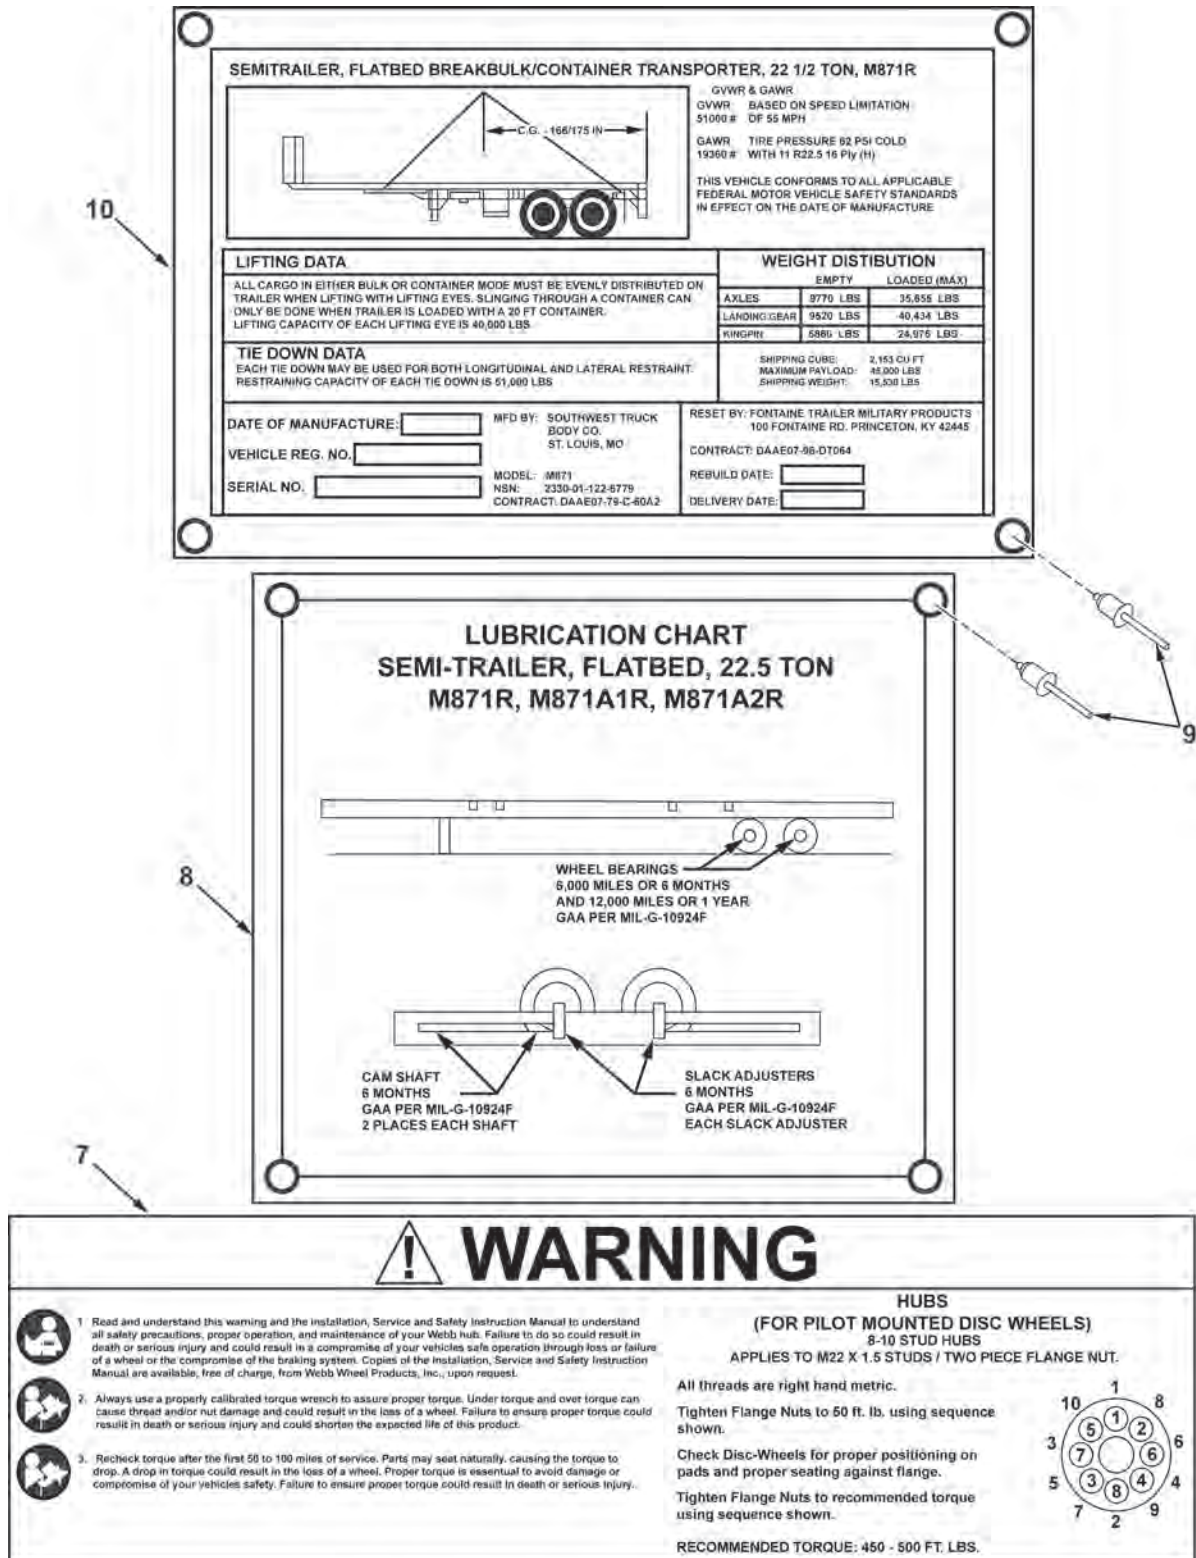 SEMITRAILER, FLATBED BREAKBULK/CONTAINER TRANSPORTER, 22 1/2 TON, M871R
C.G. - 166/175 IN
GVWR & GAWR
GVWR BASED ON SPEED LIMITATION
51000 # OF 55 MPH
GAWR TIRE PRESSURE 62 PSI COLD
19360 # WITH 11 R22.5 16 Ply (H)
THIS VEHICLE CONFORMS TO ALL APPLICABLE
FEDERAL MOTOR VEHICLE SAFETY STANDARDS
IN EFFECT ON THE DATE OF MANUFACTURE
10
LIFTING DATA
ALL CARGO IN EITHER BULK OR CONTAINER MODE MUST BE EVENLY DISTRIBUTED ON
TRAILER WHEN LIFTING WITH LIFTING EYES. SLINGING THROUGH A CONTAINER CAN
ONLY BE DONE WHEN TRAILER IS LOADED WITH A 20 FT CONTAINER.
LIFTING CAPACITY OF EACH LIFTING EYE IS 40,000 LBS
WEIGHT DISTIBUTION
EMPTY LOADED (MAX)
AXLES 9770 LBS 35,655 LBS
LANDING GEAR 9520 LBS 40,434 LBS
KINGPIN LBS 24,975 LBS
TIE DOWN DATA
EACH TIE DOWN MAY BE USED FOR BOTH LONGITUDINAL AND LATERAL RESTRAINT.
RESTRAINING CAPACITY OF EACH TIE DOWN IS 51,000 LBS
SHIPPING CUBE: 2,153 CU FT
MAXIMUM PAYLOAD: 45,000 LBS
SHIPPING WEIGHT: 15,530 LBS
DATE OF MANUFACTURE:
VEHICLE REG. NO.
SERIAL NO.
MFD BY: SOUTHWEST TRUCK
BODY CO.
ST. LOUIS, MO
MODEL: M871
NSN: 2330-01-122-6779
CONTRACT: DAAE07-79-C-60A2
RESET BY: FONTAINE TRAILER MILITARY PRODUCTS
100 FONTAINE RD. PRINCETON, KY 42445
CONTRACT: DAAE07-98-DT064
REBUILD DATE:
DELIVERY DATE:
9
8
LUBRICATION CHART
SEMI-TRAILER, FLATBED, 22.5 TON
M871R, M871A1R, M871A2R
WHEEL BEARINGS
6,000 MILES OR 6 MONTHS
AND 12,000 MILES OR 1 YEAR
GAA PER MIL-G-10924F
CAM SHAFT
6 MONTHS
GAA PER MIL-G-10924F
2 PLACES EACH SHAFT
SLACK ADJUSTERS
6 MONTHS
GAA PER MIL-G-10924F
EACH SLACK ADJUSTER
7
WARNING
1 Read and understand this warning and the installation, Service and Safety Instruction Manual to understand
all safety precautions, proper operation, and maintenance of your Webb hub. Failure to do so could result in
death or serious injury and could result in a compromise of your vehicles safe operation through loss or failure
of a wheel or the compromise of the braking system. Copies of the Installation, Service and Safety Instruction
Manual are available, free of charge, from Webb Wheel Products, Inc., upon request.
2. Always use a properly calibrated torque wrench to assure proper torque. Under torque and over torque can
cause thread and/or nut damage and could result in the loss of a wheel. Failure to ensure proper torque could
result in death or serious injury and could shorten the expected life of this product.
3. Recheck torque after the first 50 to 100 miles of service. Parts may seat naturally, causing the torque to
drop. A drop in torque could result in the loss of a wheel. Proper torque is essentual to avoid damage or
compromise of your vehicles safety. Failure to ensure proper torque could result in death or serious injury.
HUBS
(FOR PILOT MOUNTED DISC WHEELS)
8-10 STUD HUBS
APPLIES TO M22 X 1.5 STUDS / TWO PIECE FLANGE NUT.
All threads are right hand metric.
Tighten Flange Nuts to 50 ft. lb. using sequence
shown.
Check Disc-Wheels for proper positioning on
pads and proper seating against flange.
Tighten Flange Nuts to recommended torque
using sequence shown.
RECOMMENDED TORQUE: 450 - 500 FT. LBS.
1
10 8
1
5 2
3 6
7 6
5 4
3 4
8
7 9
2